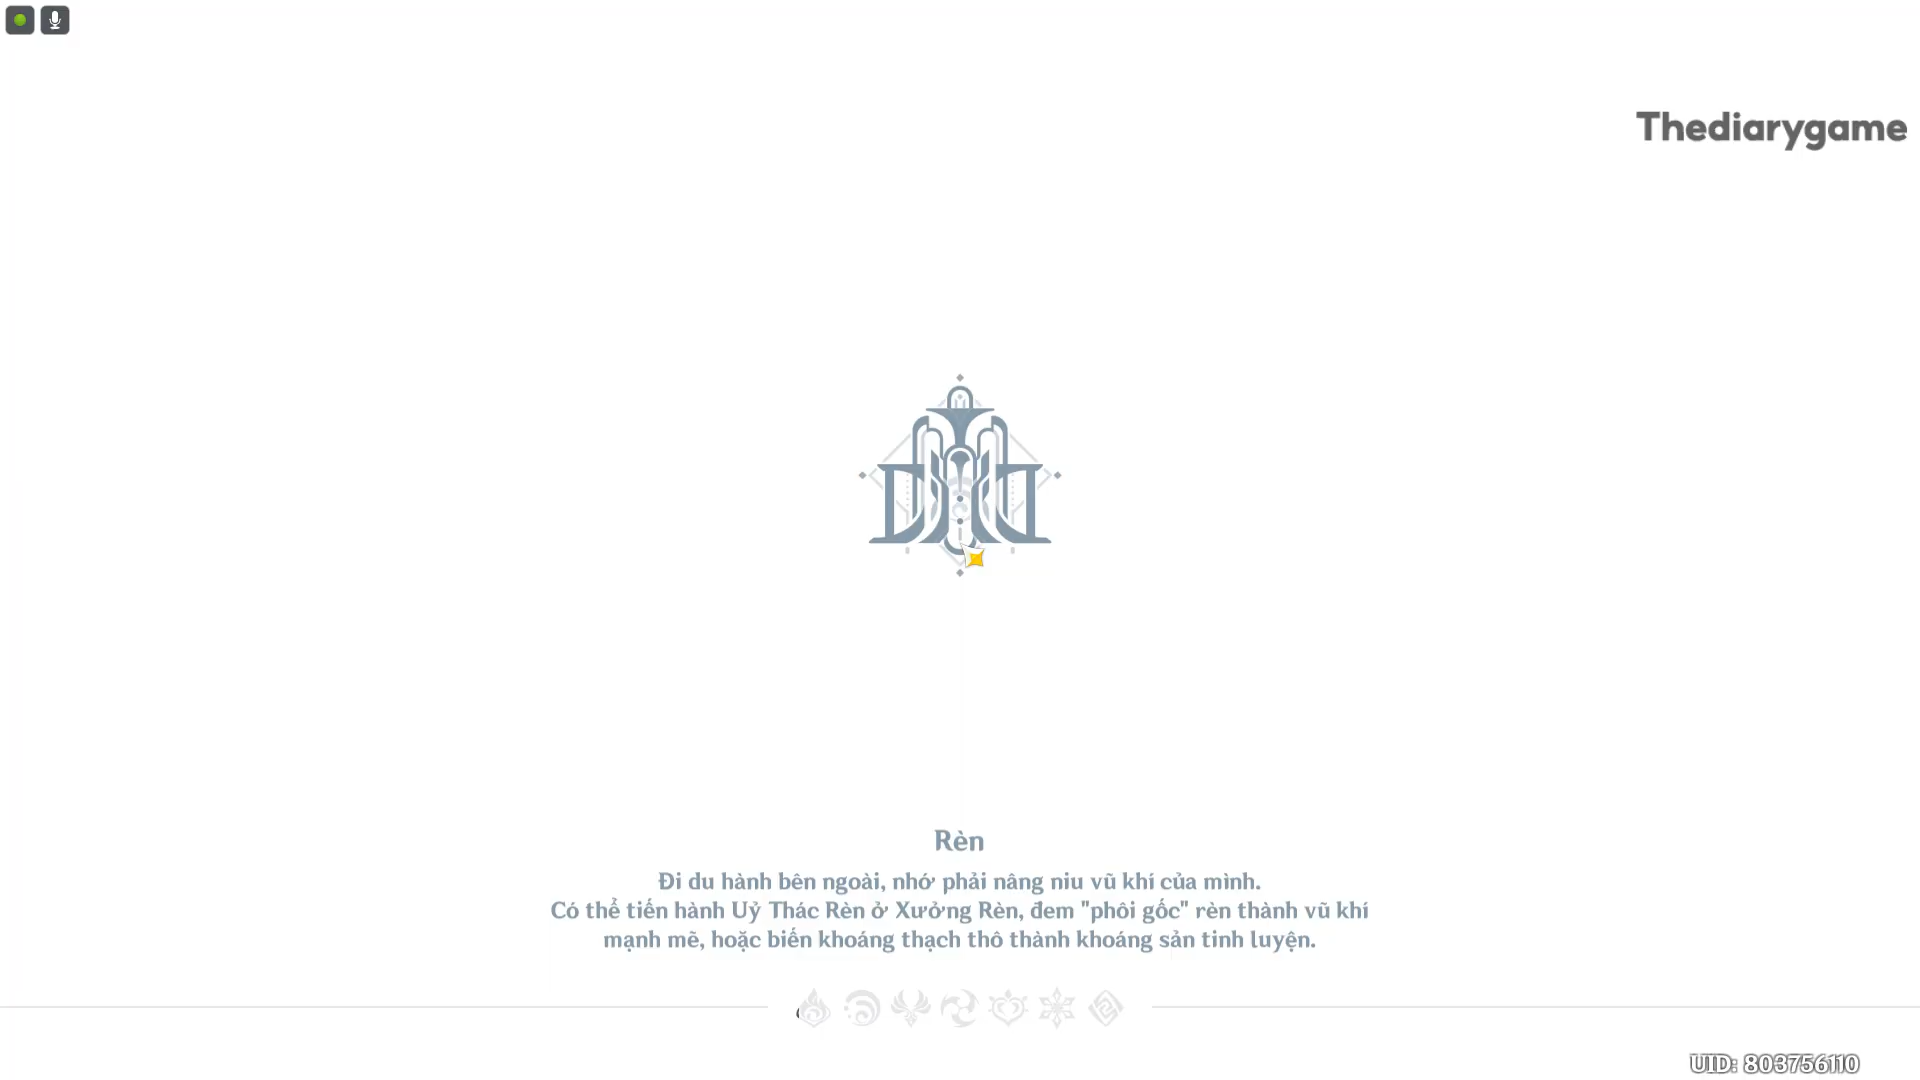 Thediarygame
Rèn
Đi du hành bên ngoài, nhớ phải nâng niu vũ khí của mình.
Có thể tiến hành Uỷ Thác Rèn ở Xưởng Rèn, đem "phôi gốc" rèn thành vũ khí
mạnh mẽ, hoặc biến khoáng thạch thô thành khoáng sản tinh luyện.
UID: 803756110